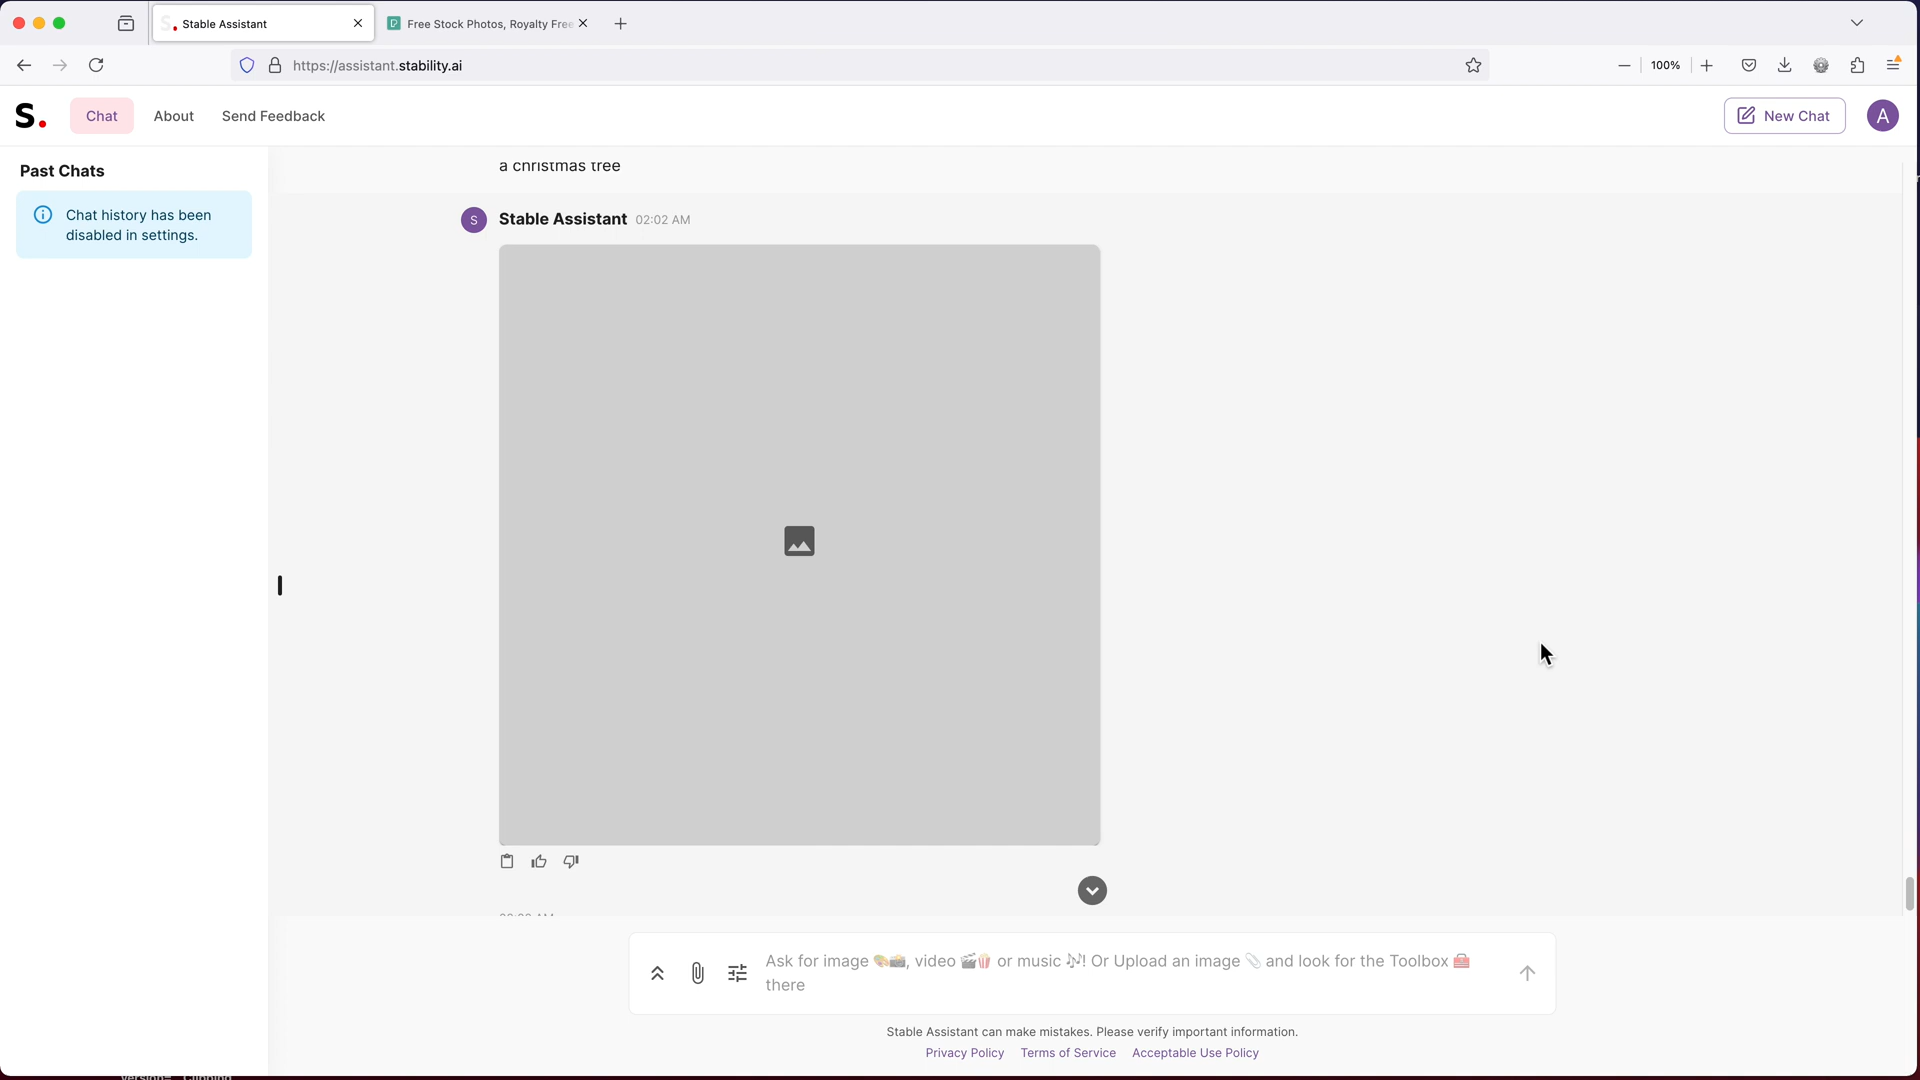 Stable Assistant
Free Stock Photos, Royalty Free
https://assistant.stability.ai
100%
S.
Chat
About
Send Feedback
New Chat
A
Past Chats
Chat history has been
disabled in settings.
a christmas tree
S
Stable Assistant 02:02 AM
Ask for image 🎨📸, video 🎬🍿 or music 🎶! Or Upload an image 📎 and look for the Toolbox 🧰
there
Stable Assistant can make mistakes. Please verify important information.
Privacy Policy Terms of Service Acceptable Use Policy